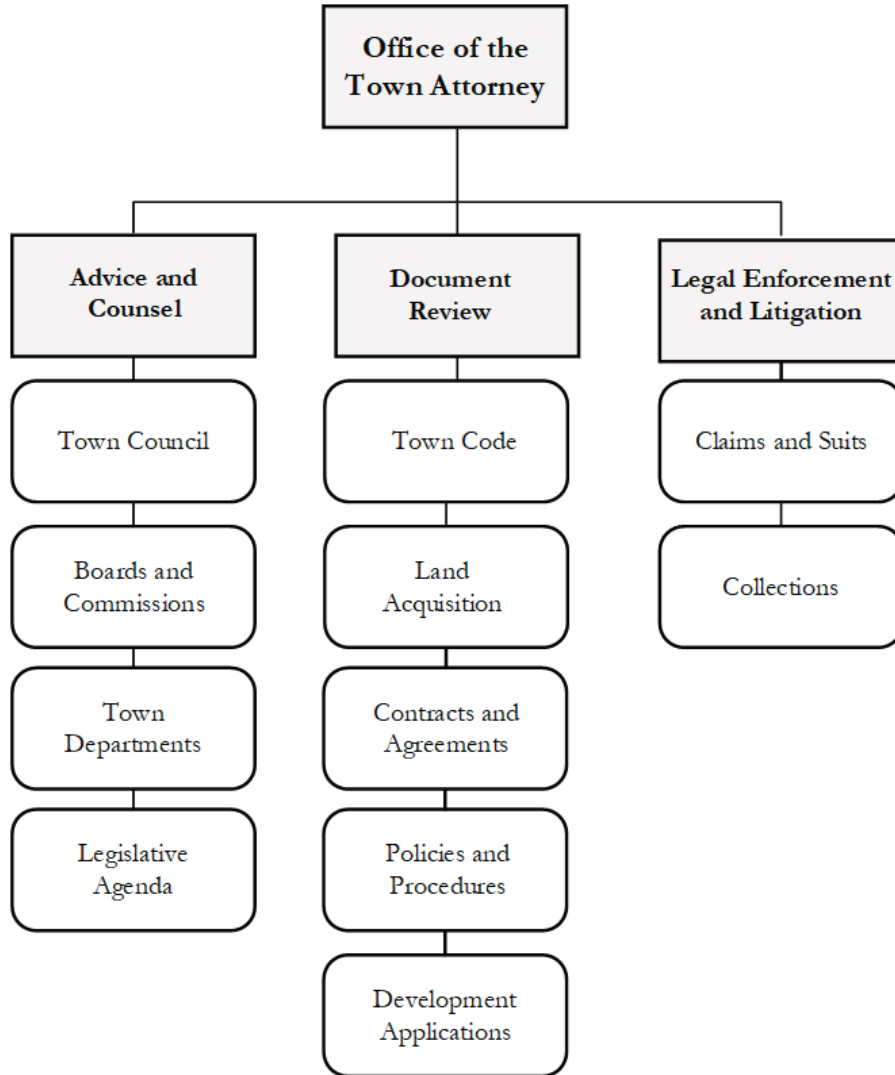 Office of the
Town Attorney
Advice and
Counsel
Document
Review
Legal Enforcement
and Litigation
Town Council
Town Code
Claims and Suits
Boards and
Commissions
Land
Acquisition
Collections
Town
Departments
Contracts and
Agreements
Legislative
Agenda
Policies and
Procedures
Development
Applications